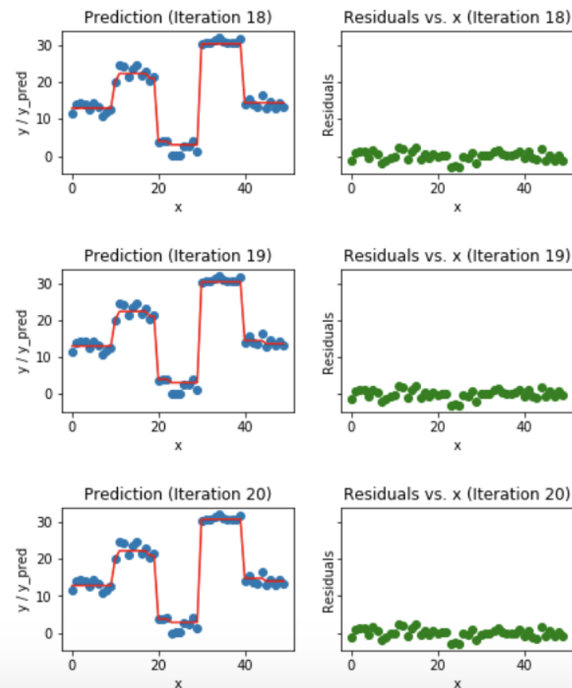 Prediction (Iteration 18)
Residuals vs. x (Iteration 18)
y / y_pred
30
20
10
0
Residuals
0
20
40
0
20
40
x
x
Prediction (Iteration 19)
Residuals vs. x (Iteration 19)
y / y_pred
30
20
10
0
Residuals
0
20
40
0
20
40
x
x
Prediction (Iteration 20)
Residuals vs. x (Iteration 20)
y / y_pred
30
20
10
0
Residuals
0
20
40
0
20
40
x
x